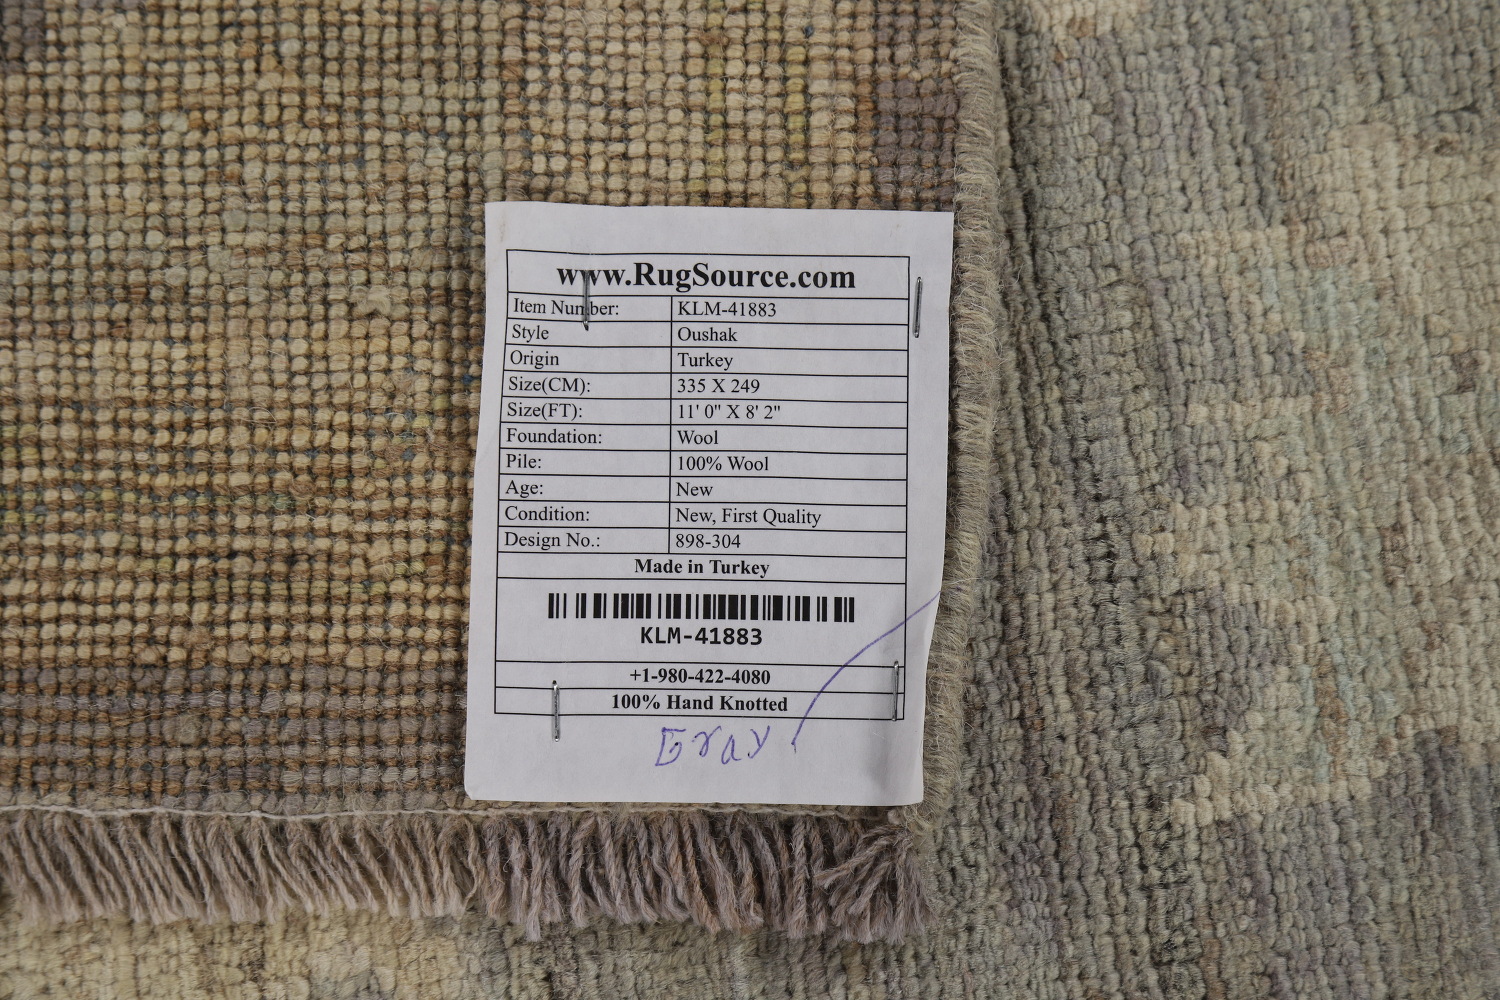 www.RugSource.com
Item Number: KLM-41883
Style Oushak
Origin Turkey
Size(CM): 335 X 249
Size(FT): 11' 0" X 8' 2"
Foundation: Wool
Pile: 100% Wool
Age: New
Condition: New, First Quality
Design No.: 898-304
Made in Turkey
KLM-41883
+1-980-422-4080
100% Hand Knotted
Gray